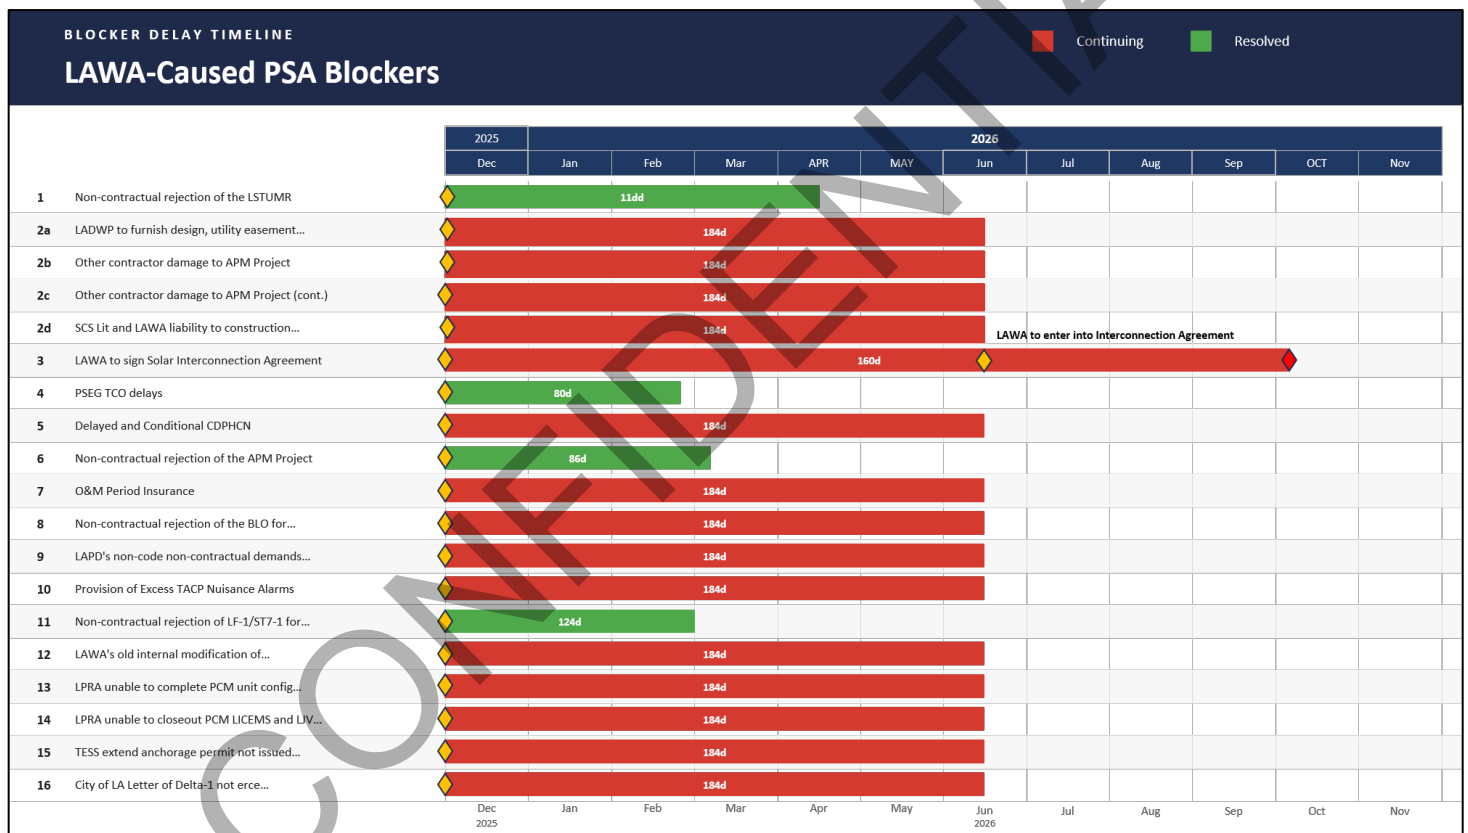 BLOCKER DELAY TIMELINE
LAWA-Caused PSA Blockers
Continuing
Resolved
2025 2026
Dec Jan Feb Mar APR MAY Jun Jul Aug Sep OCT Nov
1 Non-contractual rejection of the LSTUMR 11dd
2a LADWP to furnish design, utility easement... 184d
2b Other contractor damage to APM Project 184d
2c Other contractor damage to APM Project (cont.) 184d
2d SCS Lit and LAWA liability to construction... 184d
LAWA to enter into Interconnection Agreement
3 LAWA to sign Solar Interconnection Agreement 160d
4 PSEG TCO delays 80d
5 Delayed and Conditional CDPHCN 184d
6 Non-contractual rejection of the APM Project 86d
7 O&M Period Insurance 184d
8 Non-contractual rejection of the BLO for... 184d
9 LAPD's non-code non-contractual demands... 184d
10 Provision of Excess TACP Nuisance Alarms 184d
11 Non-contractual rejection of LF-1/ST7-1 for... 124d
12 LAWA's old internal modification of... 184d
13 LPRA unable to complete PCM unit config... 184d
14 LPRA unable to closeout PCM LICEMS and LJV... 184d
15 TESS extend anchorage permit not issued... 184d
16 City of LA Letter of Delta-1 not erce... 184d
Dec Jan Feb Mar Apr May Jun Jul Aug Sep Oct Nov
2025 2026
CONFIDENTIA